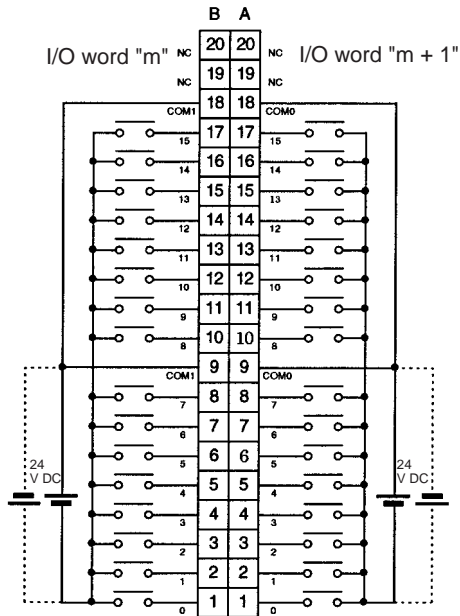 B A
I/O word "m" NC 20 20 I/O word "m + 1"
NC 19 19 NC
COM1 18 18 COM0
15 17 17 15
14 16 16 14
13 15 15 13
12 14 14 12
11 13 13 11
10 12 12 10
9 11 11 9
8 10 10 8
COM1 9 9 COM0
7 8 8 7
6 7 7 6
5 6 6 5
4 5 5 4
3 4 4 3
2 3 3 2
1 2 2 1
0 1 1 0
24 24
V DC V DC